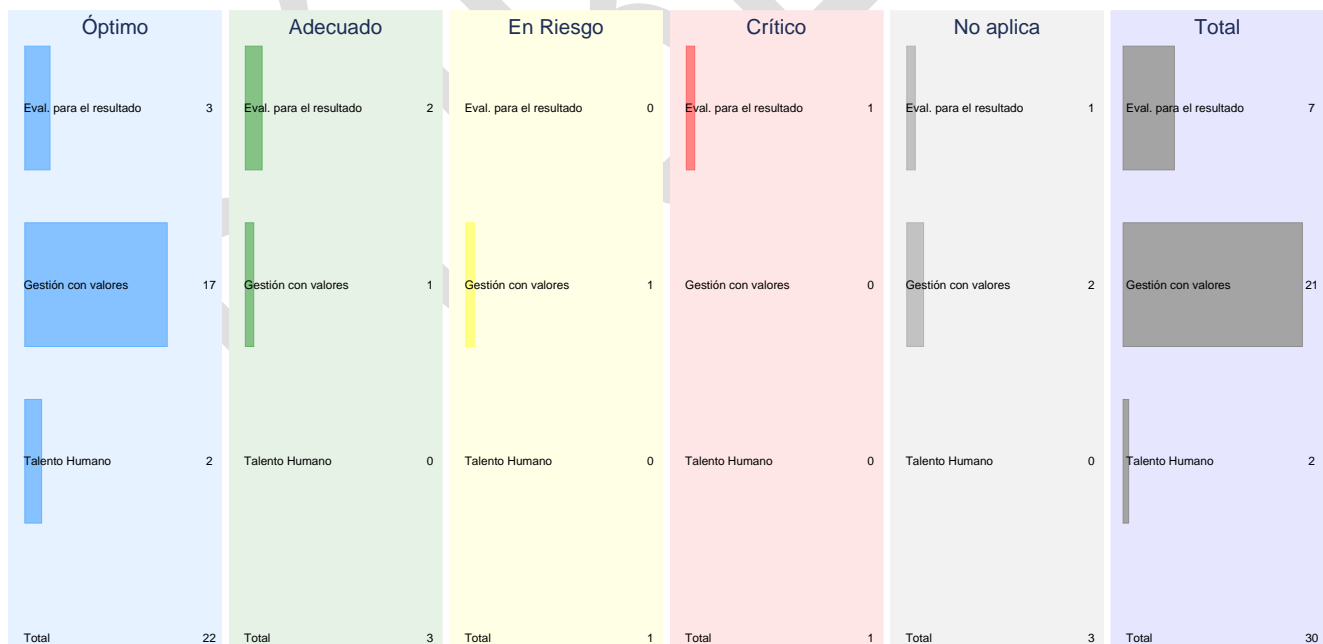 Óptimo Adecuado En Riesgo Crítico No aplica Total
Eval. para el resultado 3 Eval. para el resultado 2 Eval. para el resultado 0 Eval. para el resultado 1 Eval. para el resultado 1 Eval. para el resultado 7
Gestión con valores 17 Gestión con valores 1 Gestión con valores 1 Gestión con valores 0 Gestión con valores 2 Gestión con valores 21
Talento Humano 2 Talento Humano 0 Talento Humano 0 Talento Humano 0 Talento Humano 0 Talento Humano 2
Total 22 Total 3 Total 1 Total 1 Total 3 Total 30